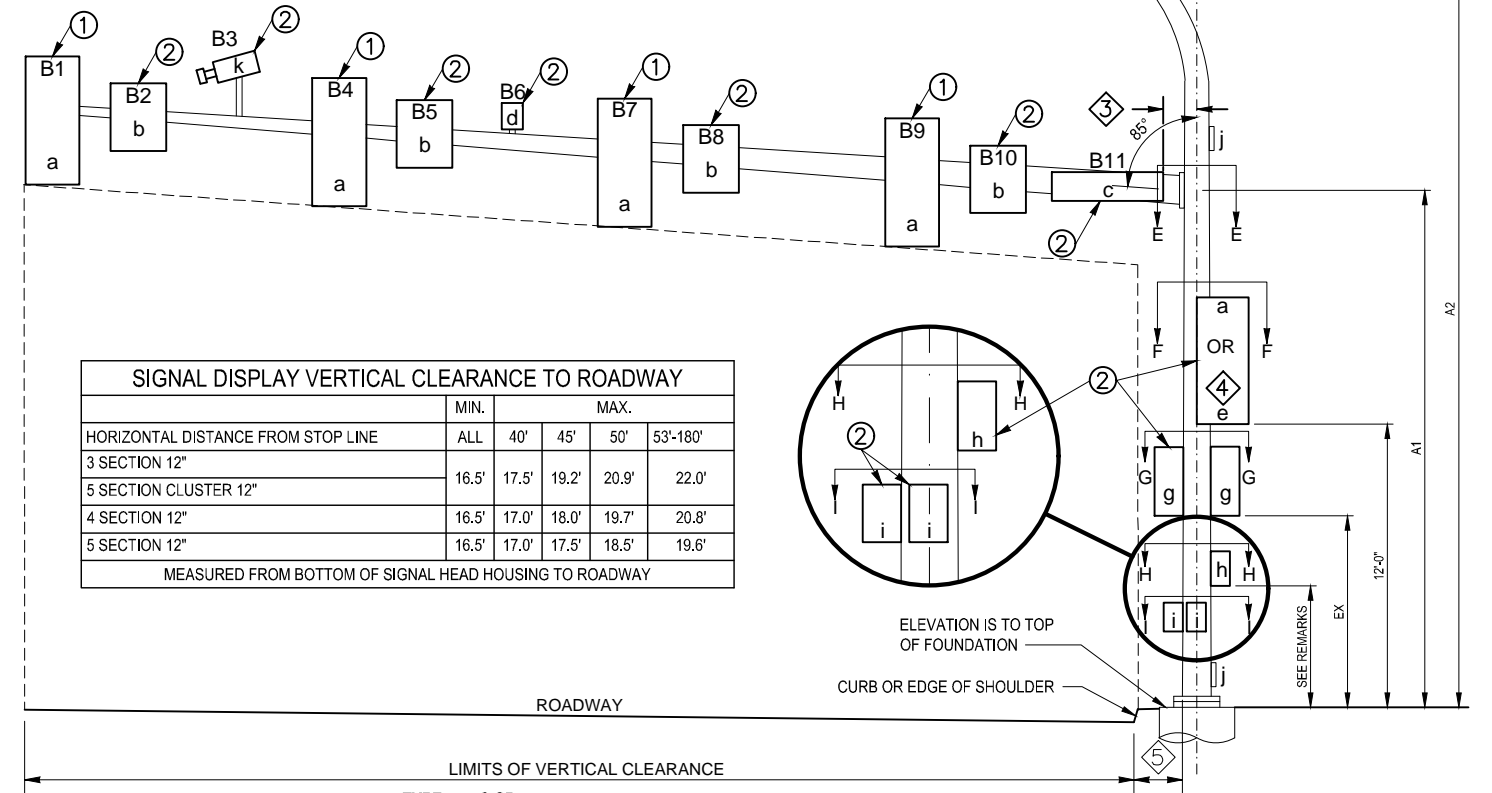 1
2
2
B1
B3
k
1
B2
b
B4
2
B5
b
2
B6
d
1
B7
2
B8
b
1
B9
2
B10
b
3
85°
j
B11
c
a
a
a
a
2
E
E
A2
a
OR
4
e
F
F
2
SIGNAL DISPLAY VERTICAL CLEARANCE TO ROADWAY
MIN. MAX.
HORIZONTAL DISTANCE FROM STOP LINE ALL 40' 45' 50' 53'-180'
3 SECTION 12"
16.5' 17.5' 19.2' 20.9' 22.0'
5 SECTION CLUSTER 12"
4 SECTION 12" 16.5' 17.0' 18.0' 19.7' 20.8'
5 SECTION 12" 16.5' 17.0' 17.5' 18.5' 19.6'
MEASURED FROM BOTTOM OF SIGNAL HEAD HOUSING TO ROADWAY
H
H
h
2
I
I
i i
A1
G
G
g g
H
H
h
I
I
i i
12'-0"
EX
SEE REMARKS
ELEVATION IS TO TOP
OF FOUNDATION
j
CURB OR EDGE OF SHOULDER
ROADWAY
5
LIMITS OF VERTICAL CLEARANCE